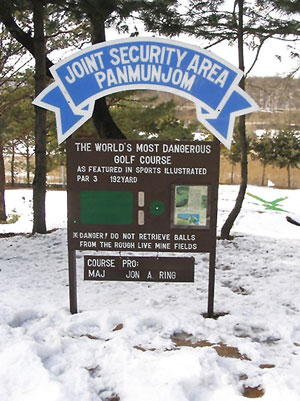 JOINT SECURITY AREA
PANMUNJOM
THE WORLD'S MOST DANGEROUS
GOLF COURSE
AS FEATURED IN SPORTS ILLUSTRATED
PAR 3 192YARD
※DANGER! DO NOT RETRIEVE BALLS
FROM THE ROUGH LIVE MINE FIELDS
COURSE PRO:
MAJ JON A. RING